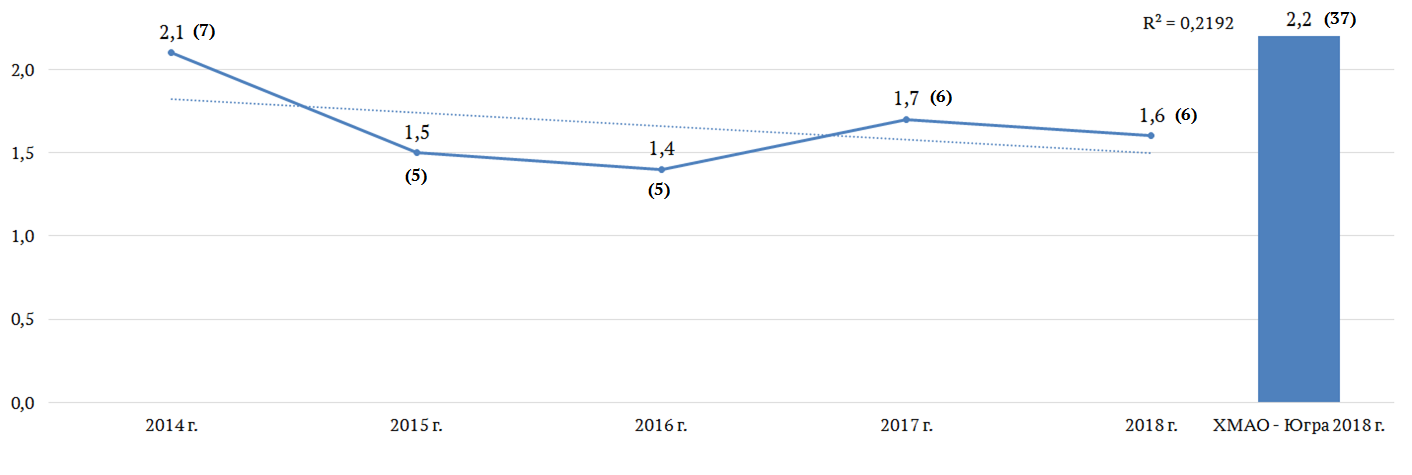 2,1 (7)
R² = 0,2192
2,2 (37)
2,0
1,7 (6)
1,6 (6)
1,5
1,4
1,5
(5)
(5)
1,0
0,5
0,0
2014 г.
2015 г.
2016 г.
2017 г.
2018 г.
ХМАО - Югра 2018 г.